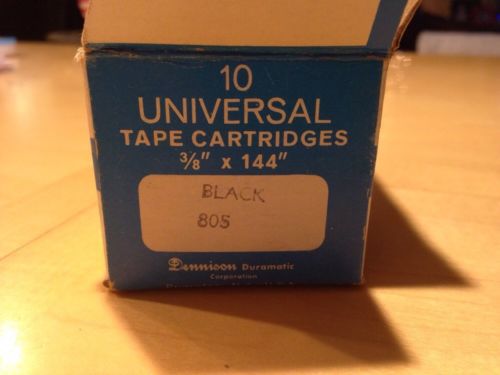 10
UNIVERSAL
TAPE CARTRIDGES
3/8" x 144"
BLACK
805
Dennison Duramatic
Corporation